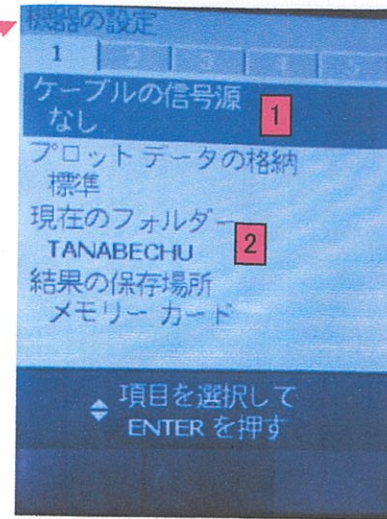 機器の設定
1 2 3 4 5
ケーブルの信号源 1
なし
プロット データの格納
標準
現在のフォルダー 2
TANABECHU
結果の保存場所
メモリー カード
項目を選択して
ENTER を押す